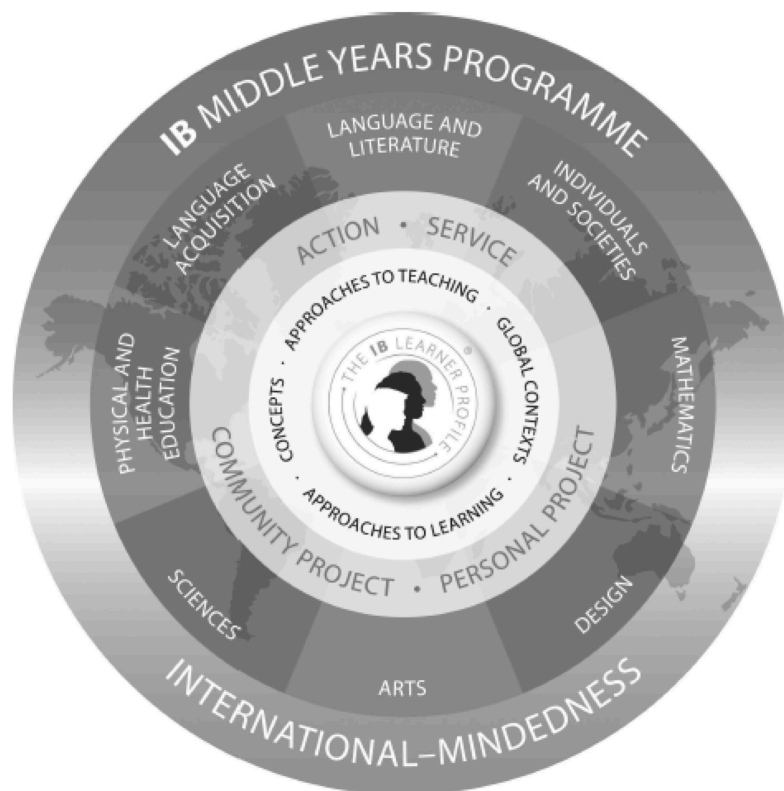 IB MIDDLE YEARS PROGRAMME
LANGUAGE AND
LITERATURE
INDIVIDUALS
AND SOCIETIES
MATHEMATICS
DESIGN
ARTS
SCIENCES
PHYSICAL AND
HEALTH
EDUCATION
LANGUAGE
ACQUISITION
ACTION • SERVICE
COMMUNITY PROJECT • PERSONAL PROJECT
APPROACHES TO TEACHING • GLOBAL CONTEXTS • APPROACHES TO LEARNING • CONCEPTS •
• THE IB LEARNER PROFILE • ®
INTERNATIONAL–MINDEDNESS